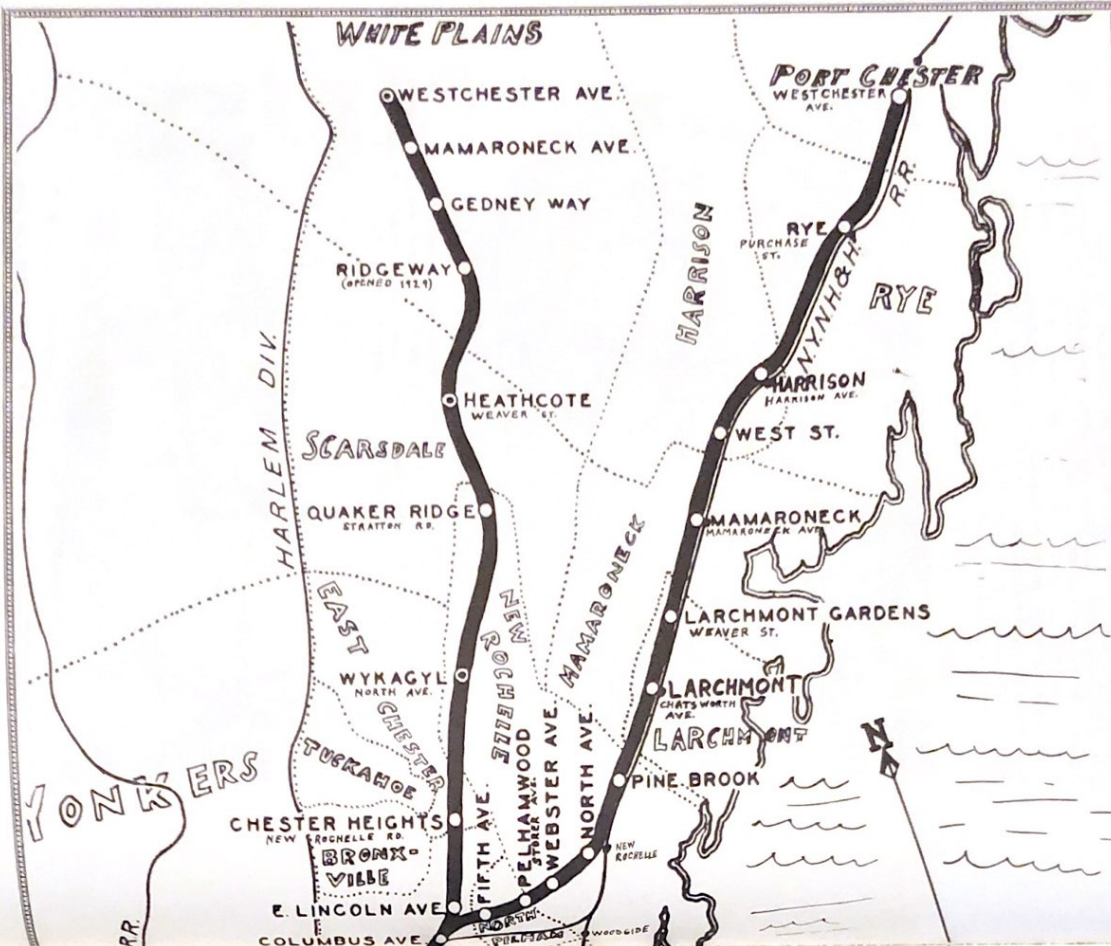 WHITE PLAINS
WESTCHESTER AVE.
MAMARONECK AVE.
GEDNEY WAY
RIDGEWAY
(OPENED 1929)
HEATHCOTE
WEAVER ST.
SCARSDALE
HARLEM DIV.
QUAKER RIDGE
STRATTON RD.
EAST
CHESTER
NEW
ROCHELLE
WYKAGYL
NORTH AVE.
TUCKAHOE
YONKERS
CHESTER HEIGHTS
NEW ROCHELLE RD.
BRONX-
VILLE
E. LINCOLN AVE.
COLUMBUS AVE.
RR.
FIFTH AVE.
PELHAMWOOD
STORER AVE.
WEBSTER AVE.
NORTH AVE.
NORTH
PELHAM
WOODSIDE
NEW
ROCHELLE
PORT CHESTER
WESTCHESTER
AVE.
R.R.
RYE
PURCHASE
ST.
N.Y.N.H.&H.
RYE
HARRISON
HARRISON
HARRISON AVE.
WEST ST.
MAMARONECK
MAMARONECK AVE.
MAMARONECK
LARCHMONT GARDENS
WEAVER ST.
LARCHMONT
CHATSWORTH
AVE.
LARCHMONT
PINE BROOK
N